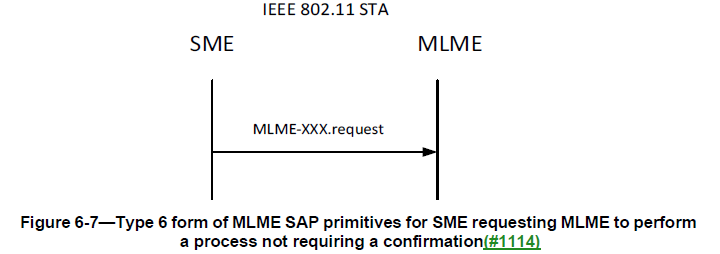 IEEE 802.11 STA
SME MLME
MLME-XXX.request
Figure 6-7—Type 6 form of MLME SAP primitives for SME requesting MLME to perform
a process not requiring a confirmation(#1114)